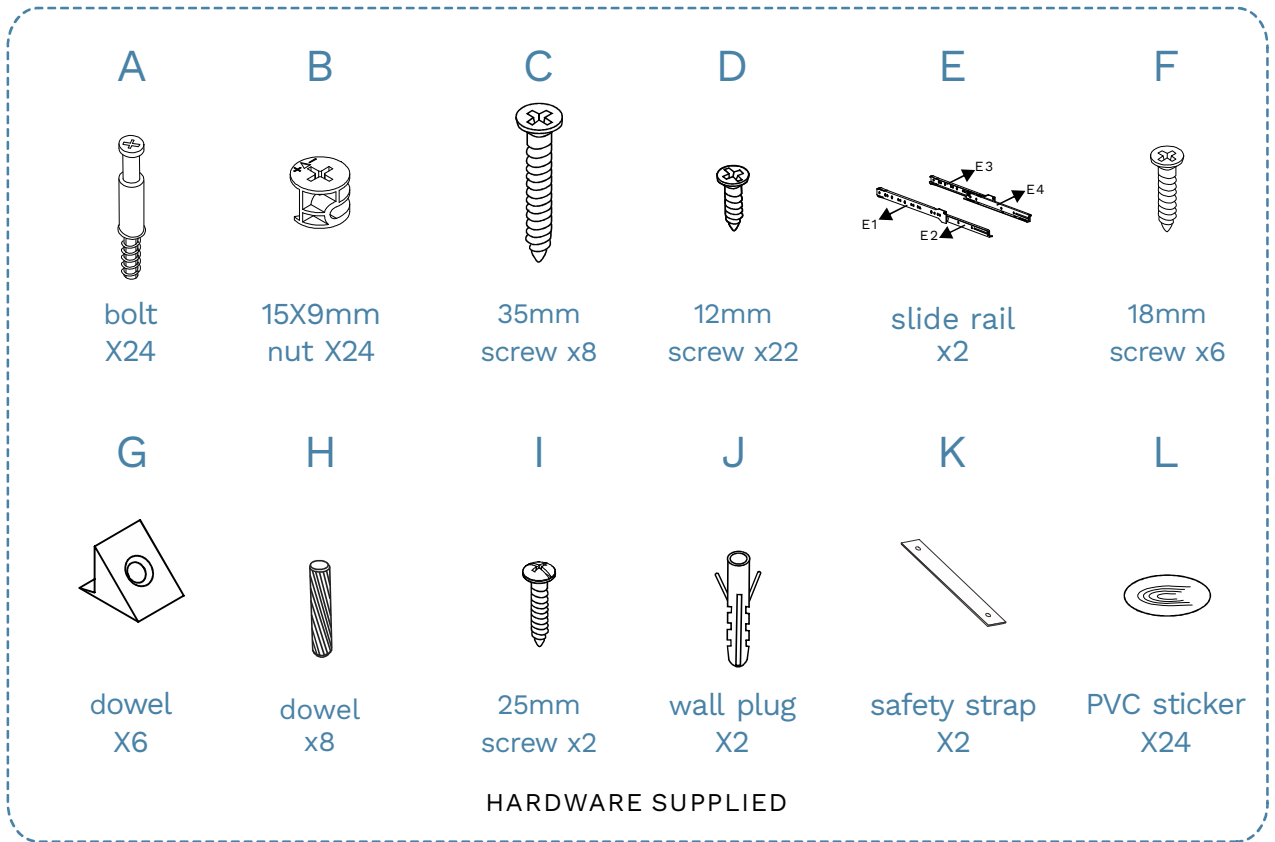 A
B
C
D
E
F
E3
E4
E1
E2
bolt
X24
15X9mm
nut X24
35mm
screw x8
12mm
screw x22
slide rail
x2
18mm
screw x6
G
H
I
J
K
L
dowel
X6
dowel
x8
25mm
screw x2
wall plug
X2
safety strap
X2
PVC sticker
X24
HARDWARE SUPPLIED